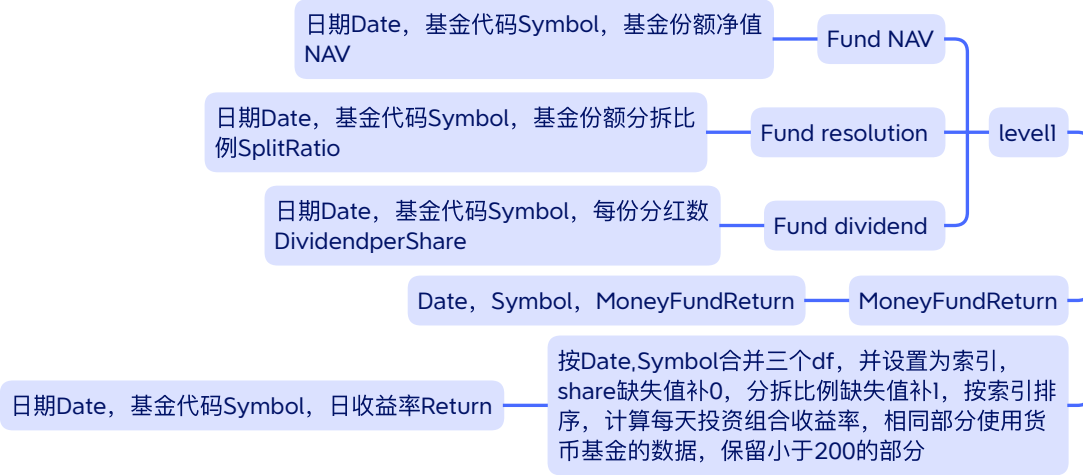 日期Date，基金代码Symbol，基金份额净值
NAV
Fund NAV
日期Date，基金代码Symbol，基金份额分拆比
例SplitRatio
Fund resolution
level1
日期Date，基金代码Symbol，每份分红数
DividendperShare
Fund dividend
Date，Symbol，MoneyFundReturn
MoneyFundReturn
日期Date，基金代码Symbol，日收益率Return
按Date,Symbol合并三个df，并设置为索引，
share缺失值补0，分拆比例缺失值补1，按索引排
序，计算每天投资组合收益率，相同部分使用货
币基金的数据，保留小于200的部分